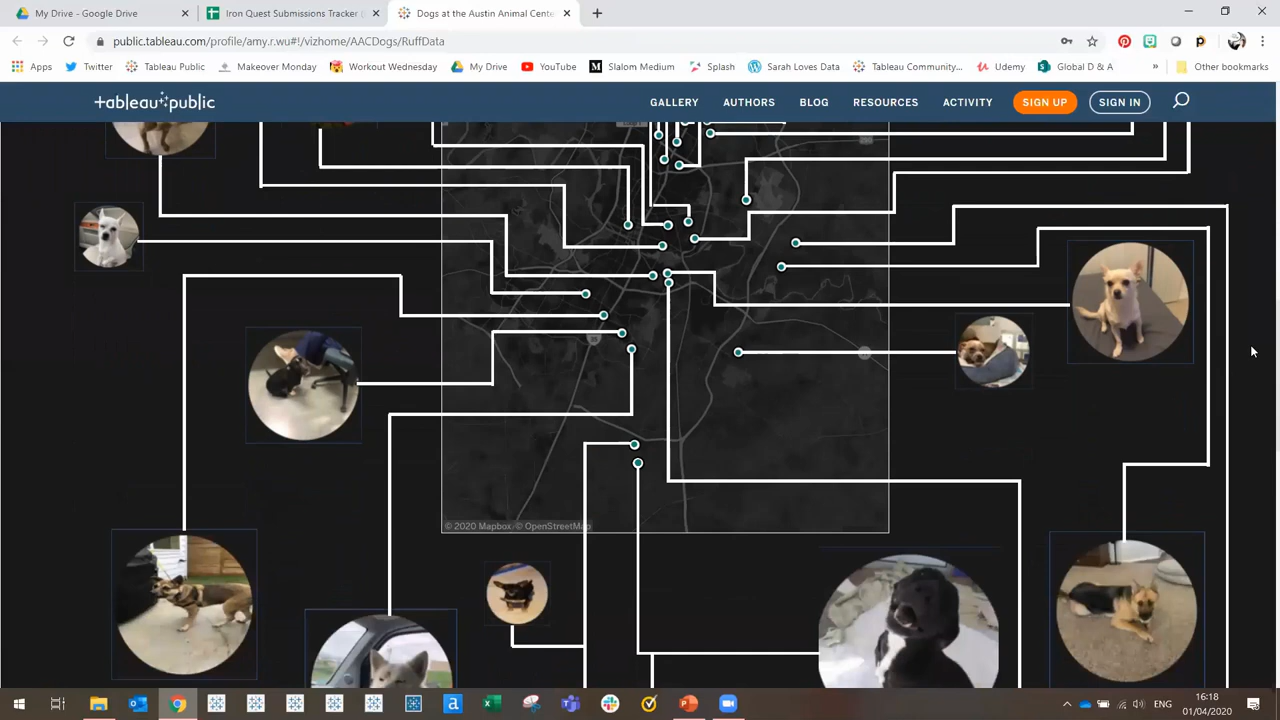 My Drive - Google Drive
Iron Quest Submissions Tracker (
Dogs at the Austin Animal Cente
public.tableau.com/profile/amy.r.wu#!/vizhome/AACDogs/RuffData
Apps
Twitter
Tableau Public
Makeover Monday
Workout Wednesday
My Drive
YouTube
Slalom Medium
Splash
Sarah Loves Data
Tableau Community...
Udemy
Global D & A
»
Other bookmarks
+ableau+public
GALLERY
AUTHORS
BLOG
RESOURCES
ACTIVITY
SIGN UP
SIGN IN
© 2020 Mapbox © OpenStreetMap
ENG
16:18
01/04/2020